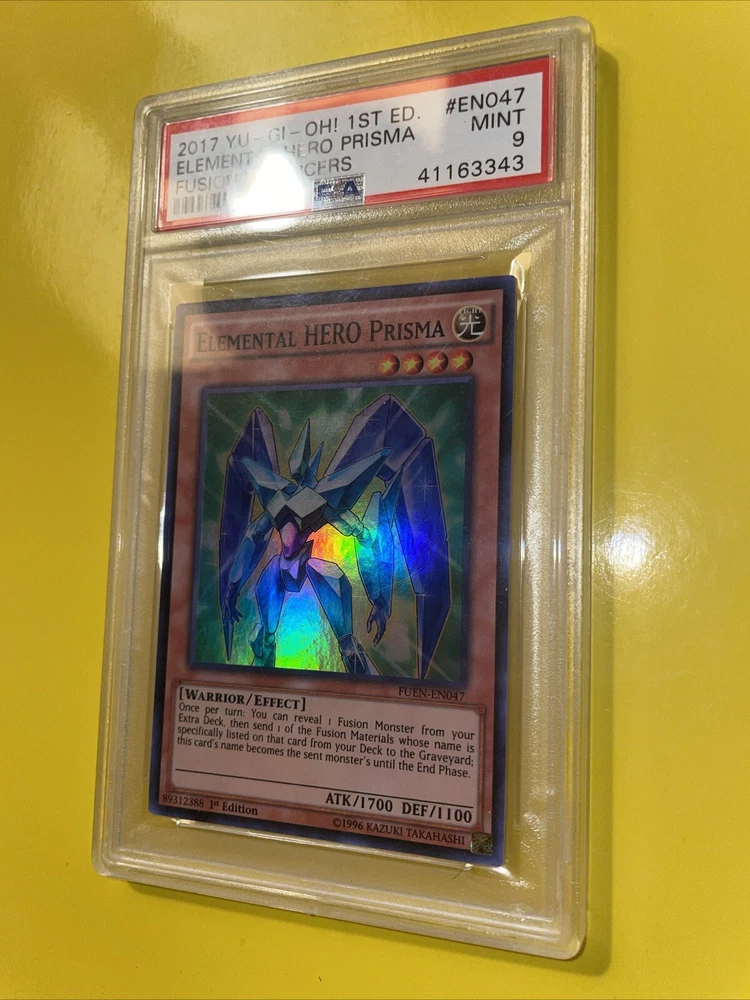 2017 YU-GI-OH! 1ST ED. #EN047
HERO PRISMA MINT
9
41163343
ELEMENTAL HERO PRISMA
LIGHT
光
FUEN-EN047
[WARRIOR/EFFECT]
Once per turn: You can reveal 1 Fusion Monster from your
Extra Deck, then send 1 of the Fusion Materials whose name is
specifically listed on that card from your Deck to the Graveyard;
this card's name becomes the sent monster's until the End Phase.
ATK/1700 DEF/1100
89312388 1st Edition
©1996 KAZUKI TAKAHASHI